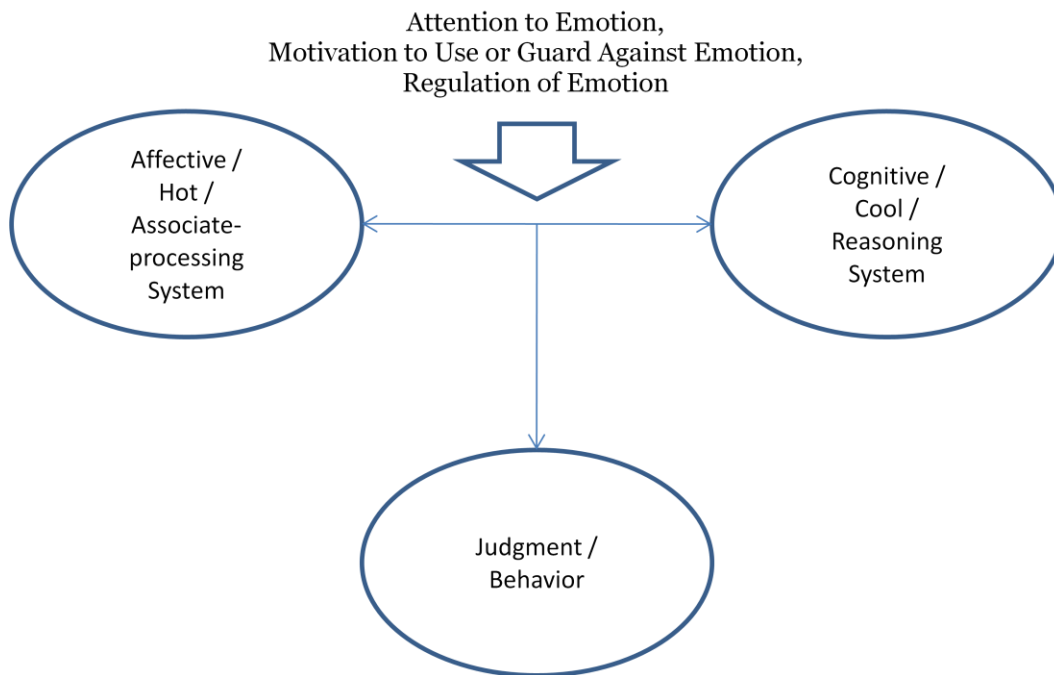 Attention to Emotion,
Motivation to Use or Guard Against Emotion,
Regulation of Emotion
Affective /
Hot /
Associate-
processing
System
Cognitive /
Cool /
Reasoning
System
Judgment /
Behavior